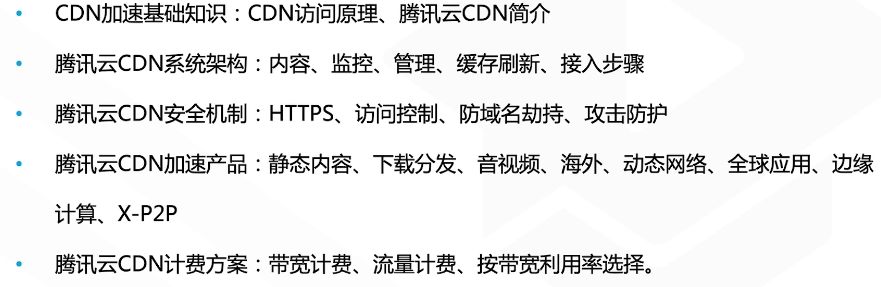 • CDN加速基础知识：CDN访问原理、腾讯云CDN简介
• 腾讯云CDN系统架构：内容、监控、管理、缓存刷新、接入步骤
• 腾讯云CDN安全机制：HTTPS、访问控制、防域名劫持、攻击防护
• 腾讯云CDN加速产品：静态内容、下载分发、音视频、海外、动态网络、全球应用、边缘
计算、X-P2P
• 腾讯云CDN计费方案：带宽计费、流量计费、按带宽利用率选择。